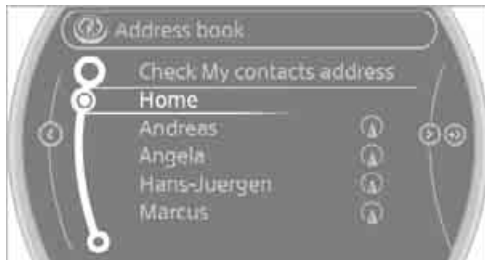 Address book
Check My contacts address
Home
Andreas
Angela
Hans-Juergen
Marcus